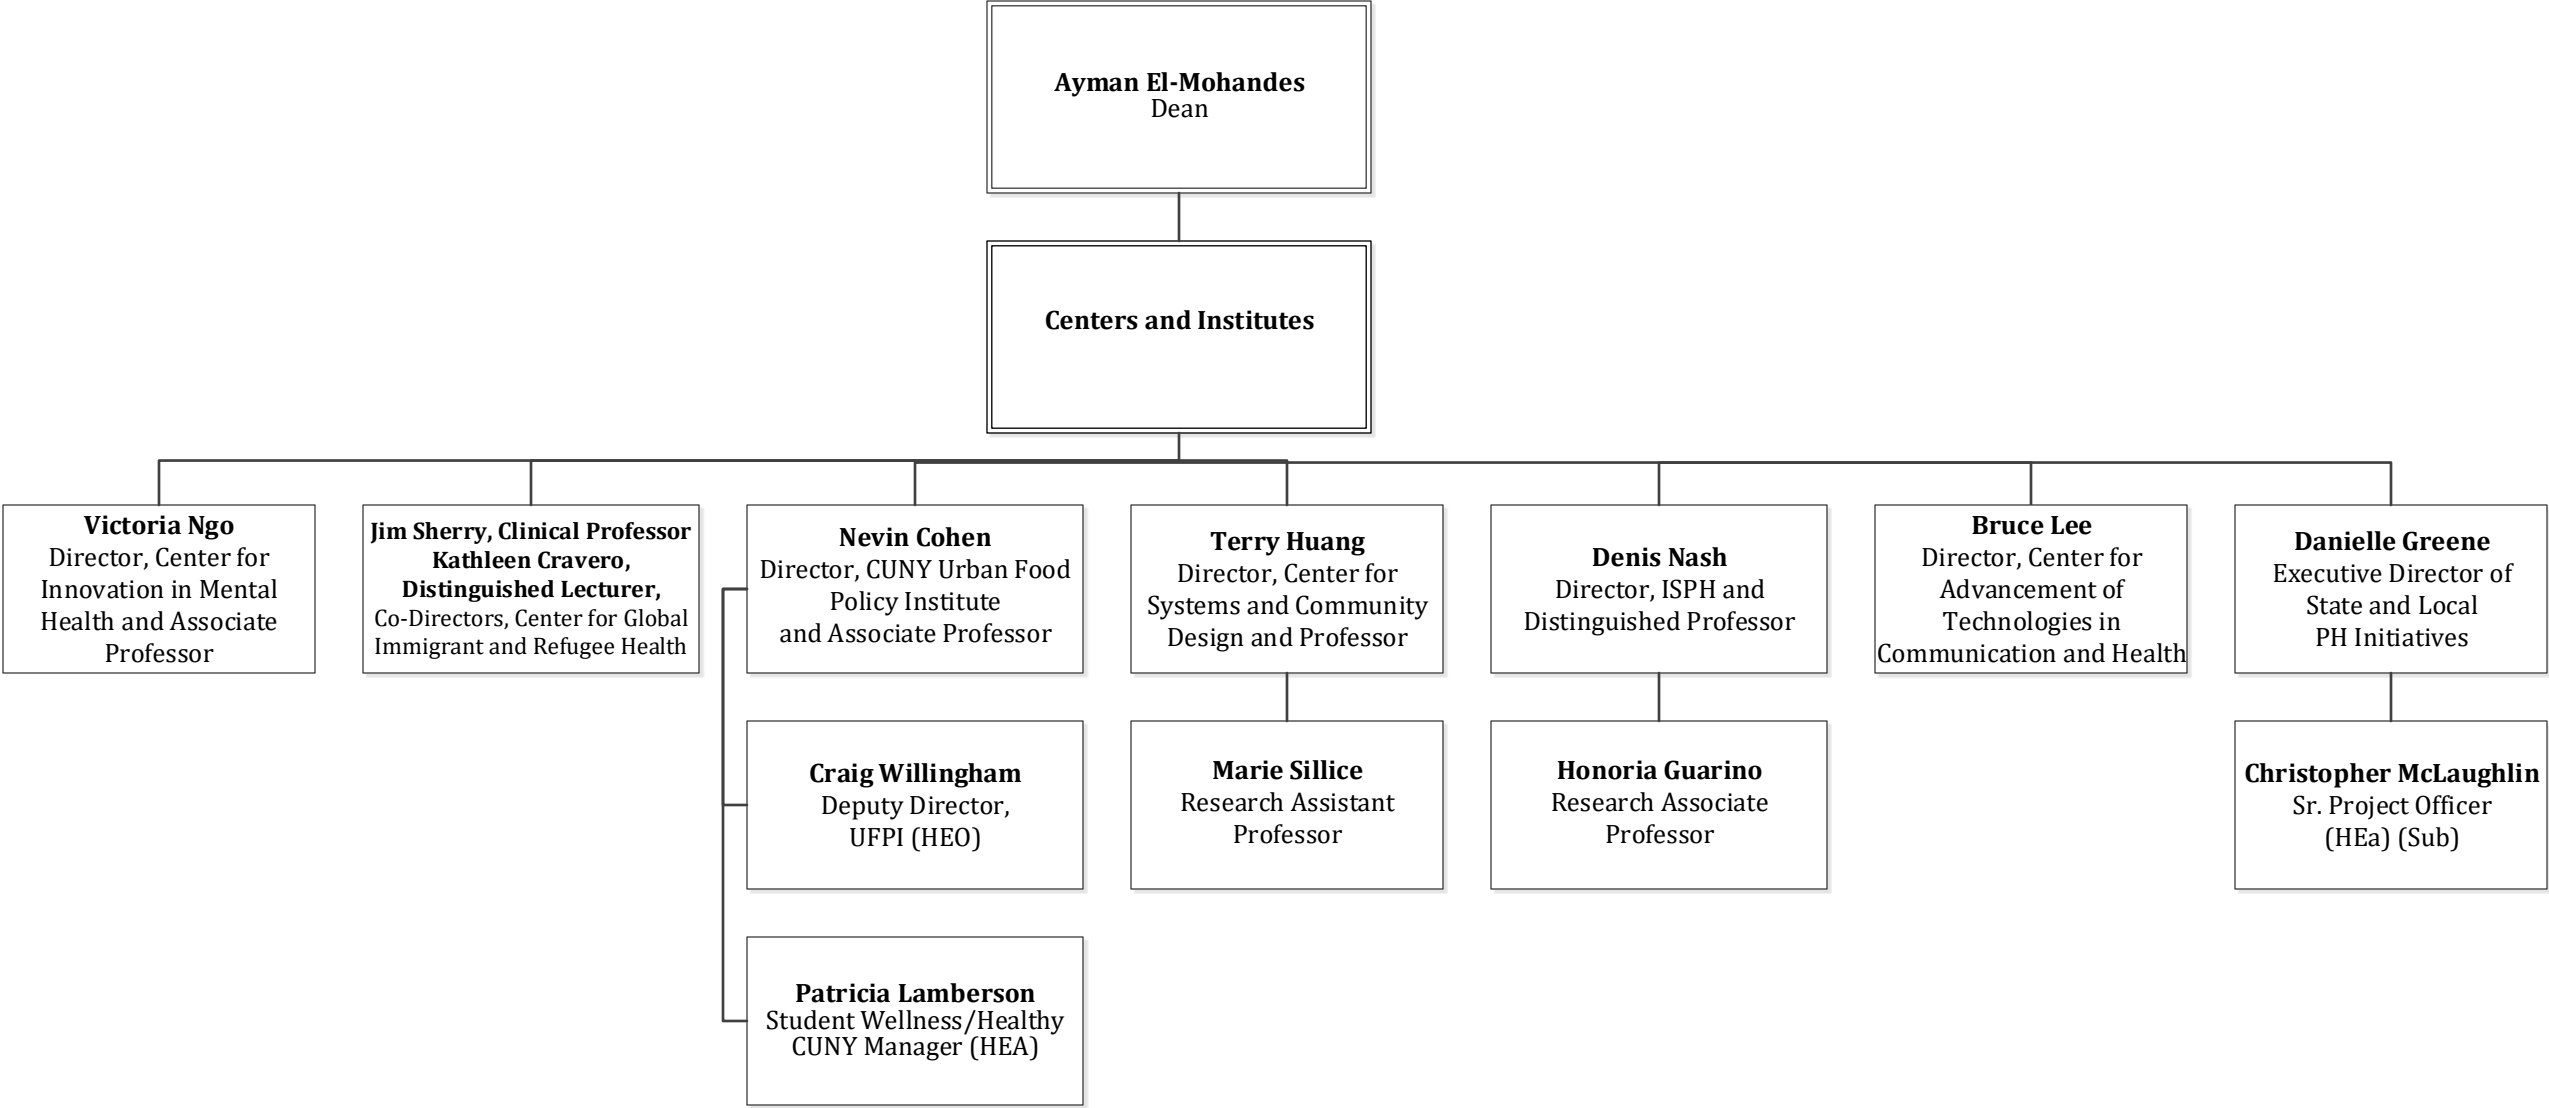 Ayman El-Mohandes
Dean
Centers and Institutes
Victoria Ngo
Director, Center for
Innovation in Mental
Health and Associate
Professor
Jim Sherry, Clinical Professor
Kathleen Cravero,
Distinguished Lecturer,
Co-Directors, Center for Global
Immigrant and Refugee Health
Nevin Cohen
Director, CUNY Urban Food
Policy Institute
and Associate Professor
Terry Huang
Director, Center for
Systems and Community
Design and Professor
Denis Nash
Director, ISPH and
Distinguished Professor
Bruce Lee
Director, Center for
Advancement of
Technologies in
Communication and Health
Danielle Greene
Executive Director of
State and Local
PH Initiatives
Craig Willingham
Deputy Director,
UFPI (HEO)
Marie Sillice
Research Assistant
Professor
Honoria Guarino
Research Associate
Professor
Christopher McLaughlin
Sr. Project Officer
(HEa) (Sub)
Patricia Lamberson
Student Wellness/Healthy
CUNY Manager (HEA)